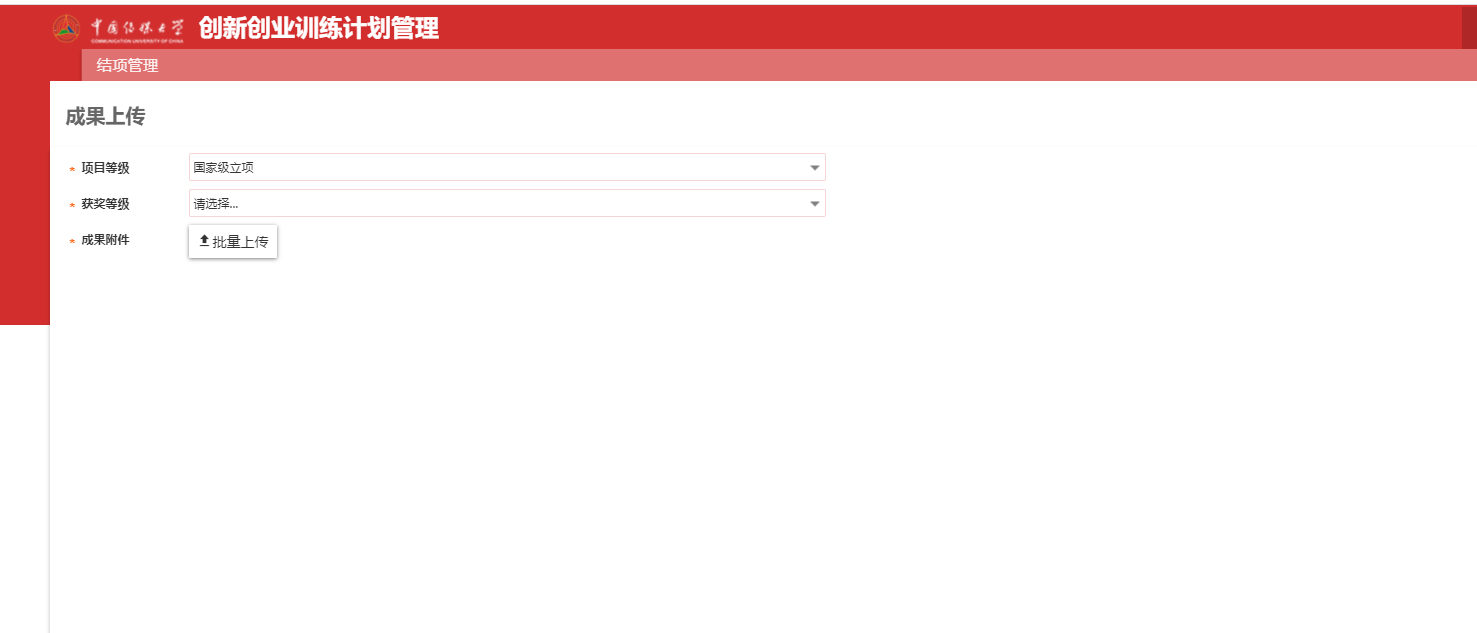 中国传媒大学 创新创业训练计划管理
COMMUNICATION UNIVERSITY OF CHINA
结项管理
成果上传
* 项目等级 国家级立项
* 获奖等级 请选择...
* 成果附件 批量上传